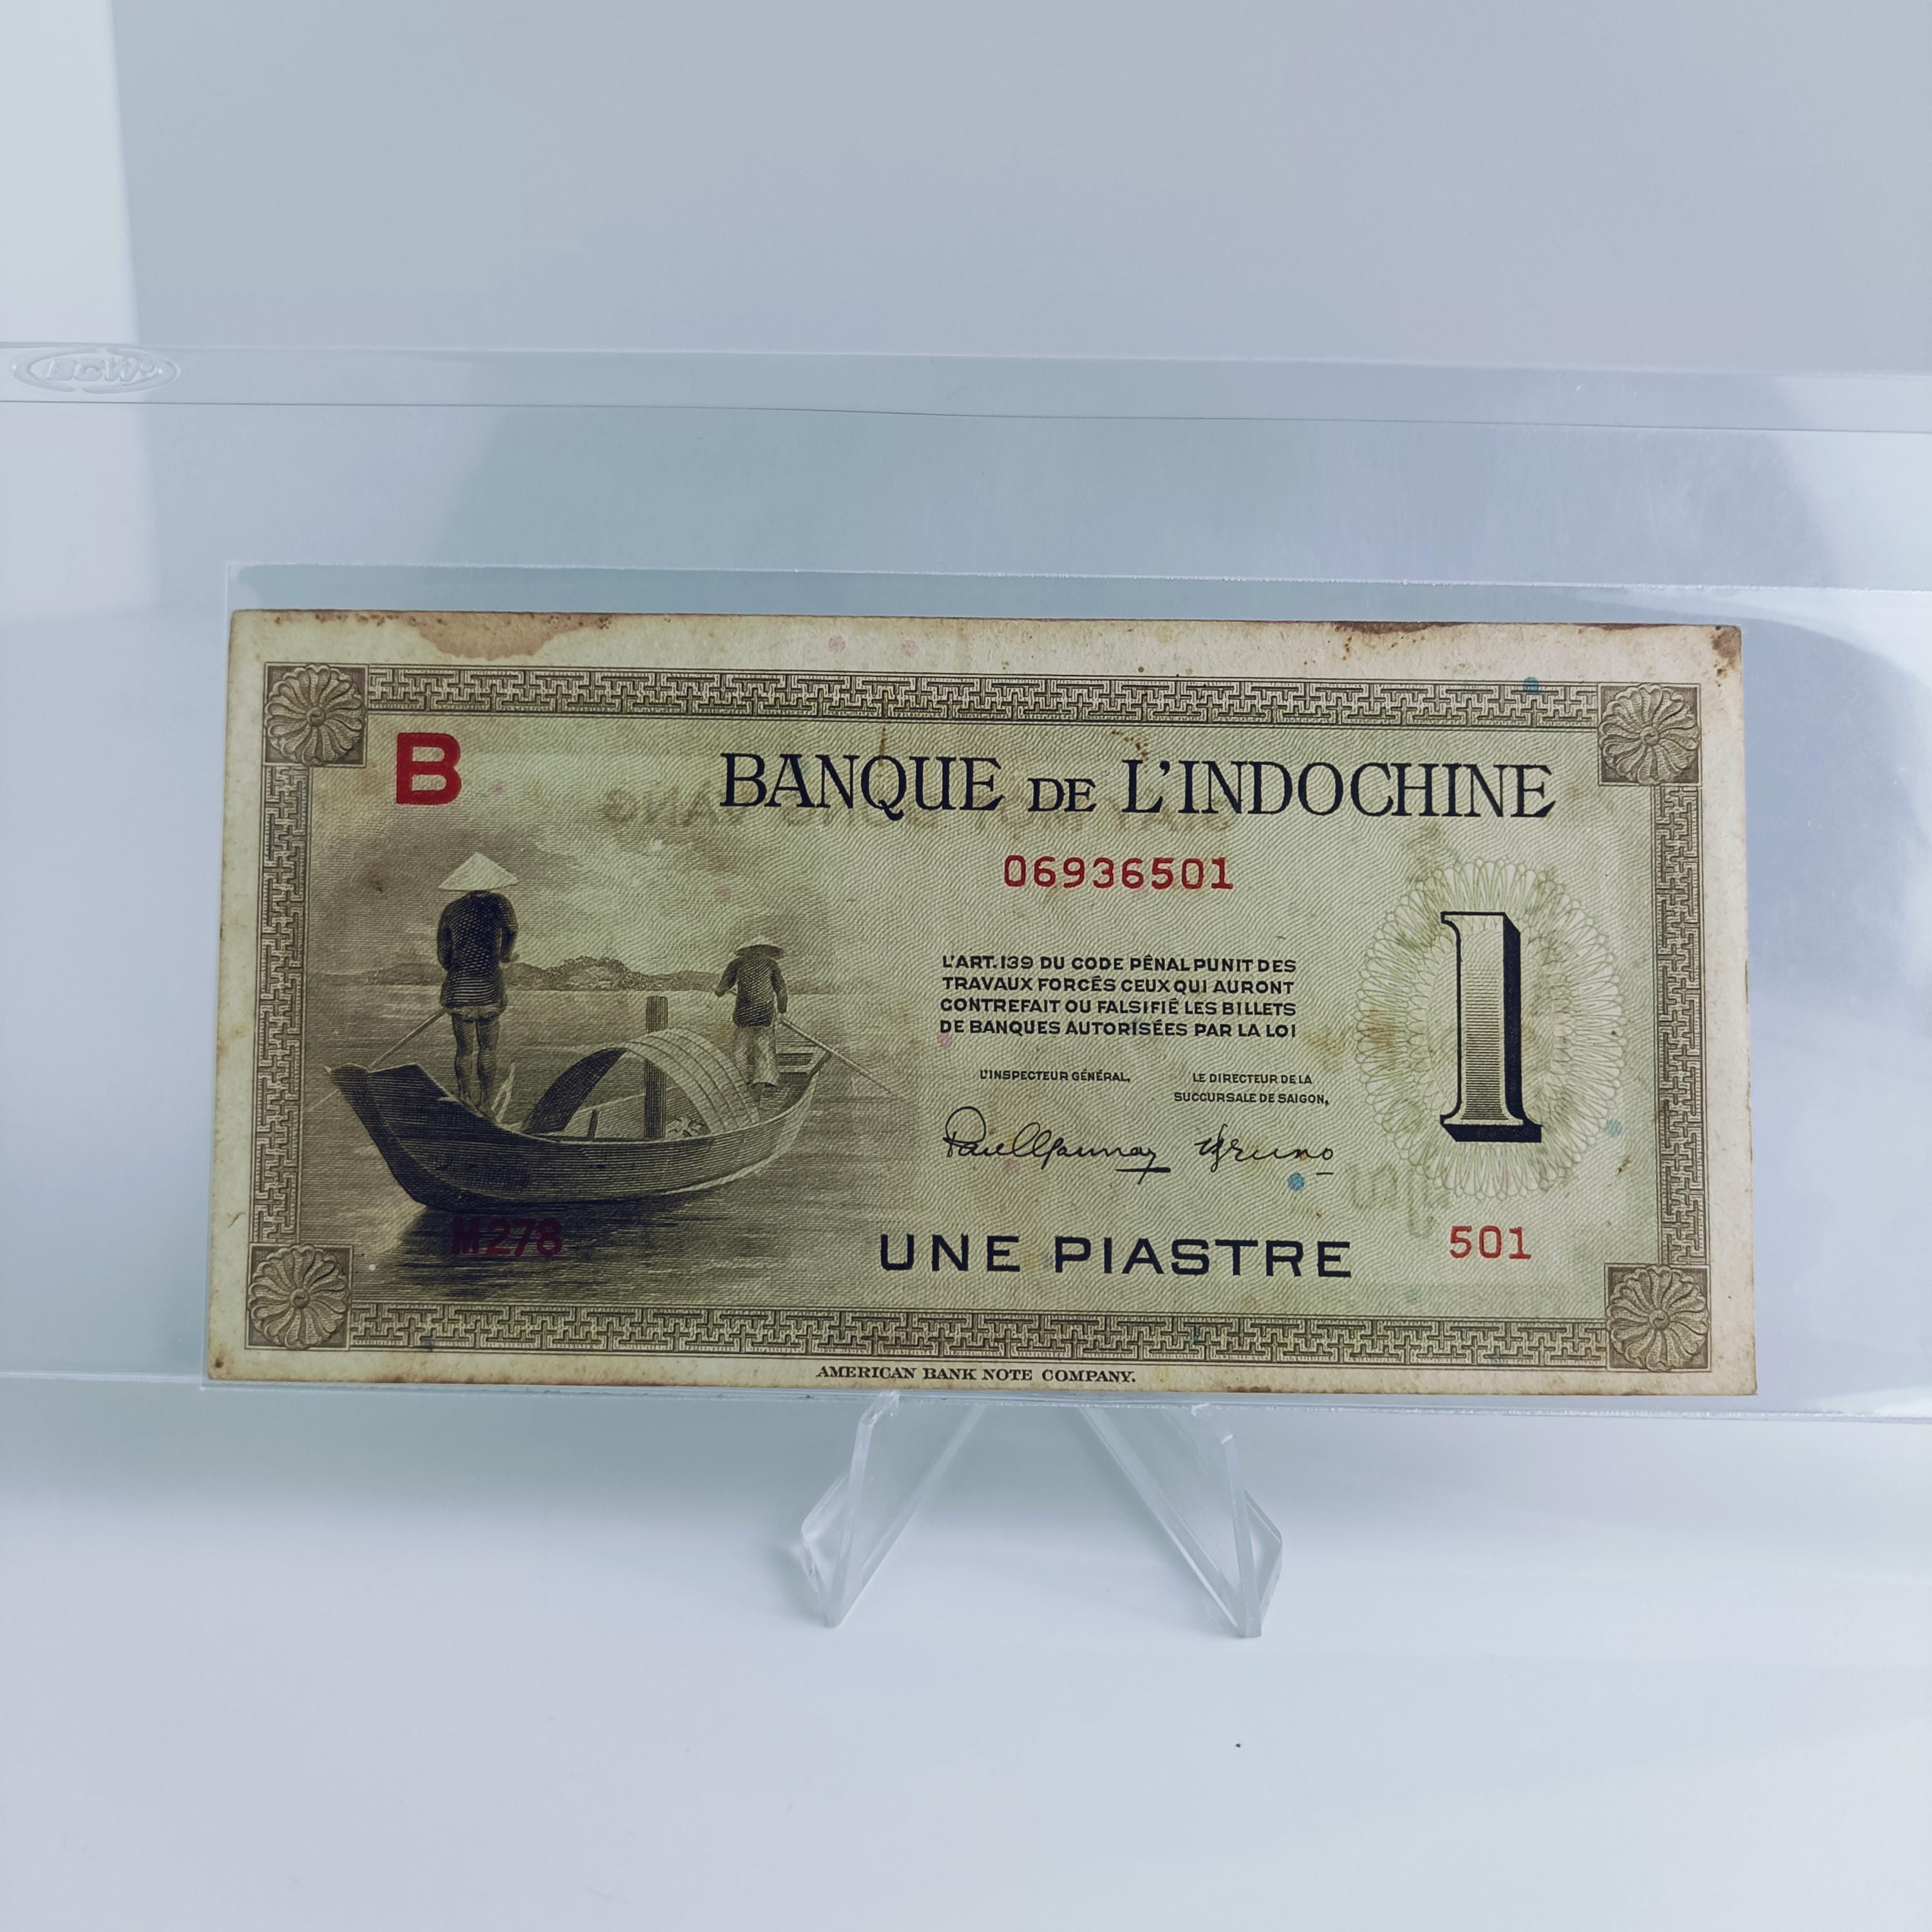 BCW
B
BANQUE DE L'INDOCHINE
06936501
L'ART.139 DU CODE PÉNAL PUNIT DES
TRAVAUX FORCÉS CEUX QUI AURONT
CONTREFAIT OU FALSIFIÉ LES BILLETS
DE BANQUES AUTORISÉES PAR LA LOI
L'INSPECTEUR GÉNÉRAL,
LE DIRECTEUR DE LA
SUCCURSALE DE SAIGON,
1
M278
UNE PIASTRE
501
AMERICAN BANK NOTE COMPANY.